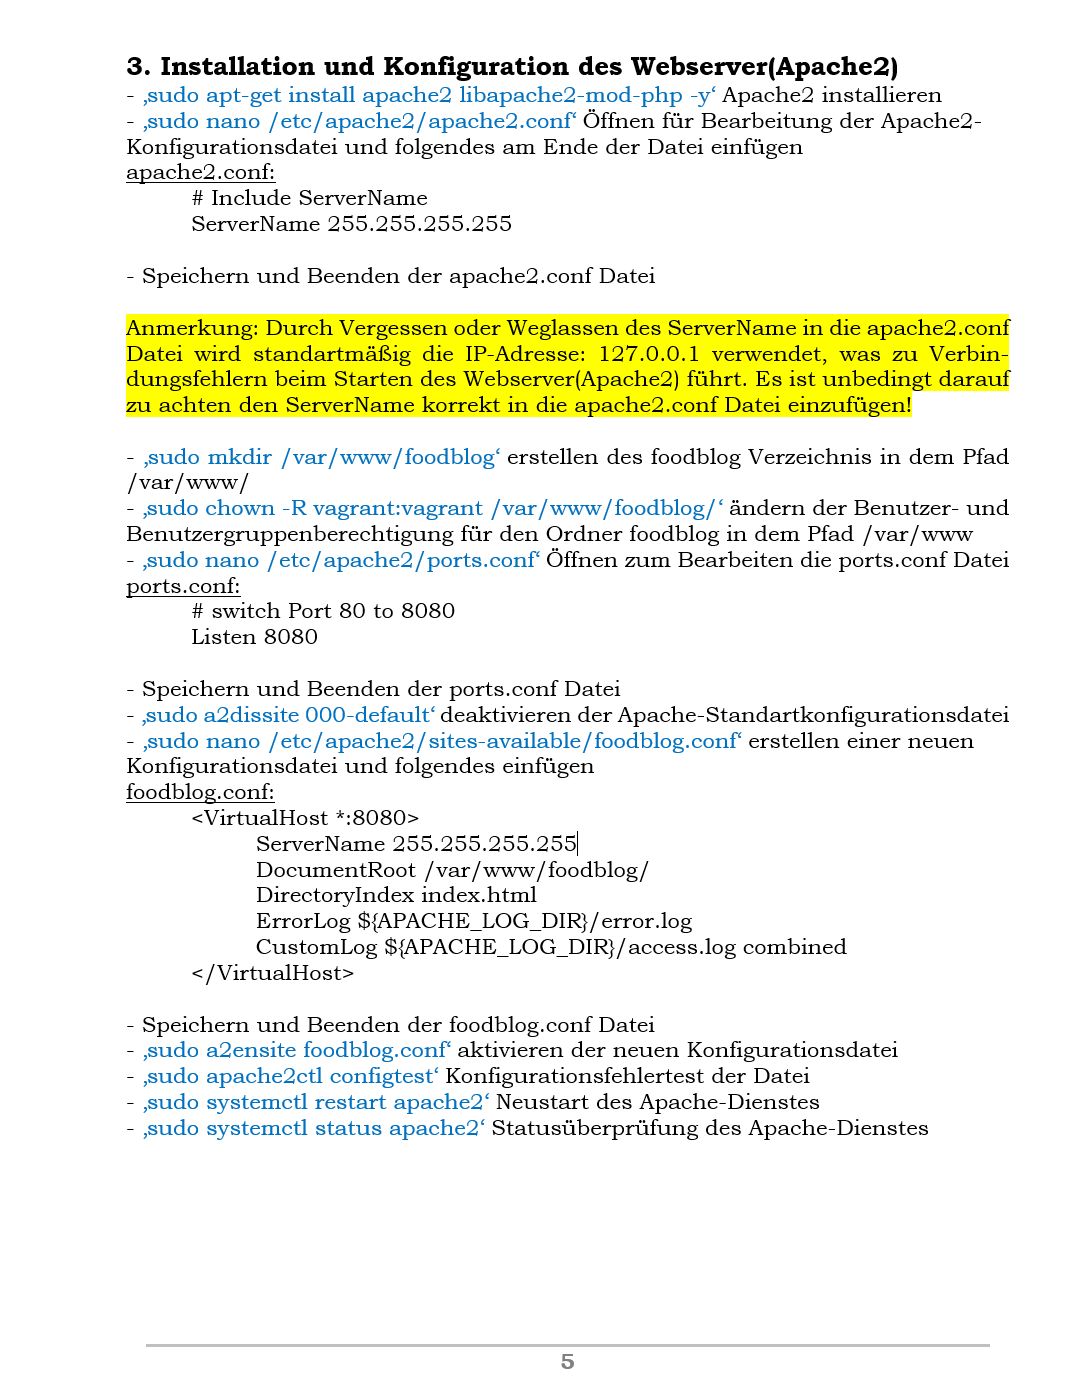 3. Installation und Konfiguration des Webserver(Apache2)
- ‚sudo apt-get install apache2 libapache2-mod-php -y‘ Apache2 installieren
- ‚sudo nano /etc/apache2/apache2.conf‘ Öffnen für Bearbeitung der Apache2-
Konfigurationsdatei und folgendes am Ende der Datei einfügen
apache2.conf:
# Include ServerName
ServerName 255.255.255.255
- Speichern und Beenden der apache2.conf Datei
Anmerkung: Durch Vergessen oder Weglassen des ServerName in die apache2.conf
Datei wird standartmäßig die IP-Adresse: 127.0.0.1 verwendet, was zu Verbin-
dungsfehlern beim Starten des Webserver(Apache2) führt. Es ist unbedingt darauf
zu achten den ServerName korrekt in die apache2.conf Datei einzufügen!
- ‚sudo mkdir /var/www/foodblog‘ erstellen des foodblog Verzeichnis in dem Pfad
/var/www/
- ‚sudo chown -R vagrant:vagrant /var/www/foodblog/‘ ändern der Benutzer- und
Benutzergruppenberechtigung für den Ordner foodblog in dem Pfad /var/www
- ‚sudo nano /etc/apache2/ports.conf‘ Öffnen zum Bearbeiten die ports.conf Datei
ports.conf:
# switch Port 80 to 8080
Listen 8080
- Speichern und Beenden der ports.conf Datei
- ‚sudo a2dissite 000-default‘ deaktivieren der Apache-Standartkonfigurationsdatei
- ‚sudo nano /etc/apache2/sites-available/foodblog.conf‘ erstellen einer neuen
Konfigurationsdatei und folgendes einfügen
foodblog.conf:
<VirtualHost *:8080>
ServerName 255.255.255.255
DocumentRoot /var/www/foodblog/
DirectoryIndex index.html
ErrorLog ${APACHE_LOG_DIR}/error.log
CustomLog ${APACHE_LOG_DIR}/access.log combined
</VirtualHost>
- Speichern und Beenden der foodblog.conf Datei
- ‚sudo a2ensite foodblog.conf‘ aktivieren der neuen Konfigurationsdatei
- ‚sudo apache2ctl configtest‘ Konfigurationsfehlertest der Datei
- ‚sudo systemctl restart apache2‘ Neustart des Apache-Dienstes
- ‚sudo systemctl status apache2‘ Statusüberprüfung des Apache-Dienstes
5